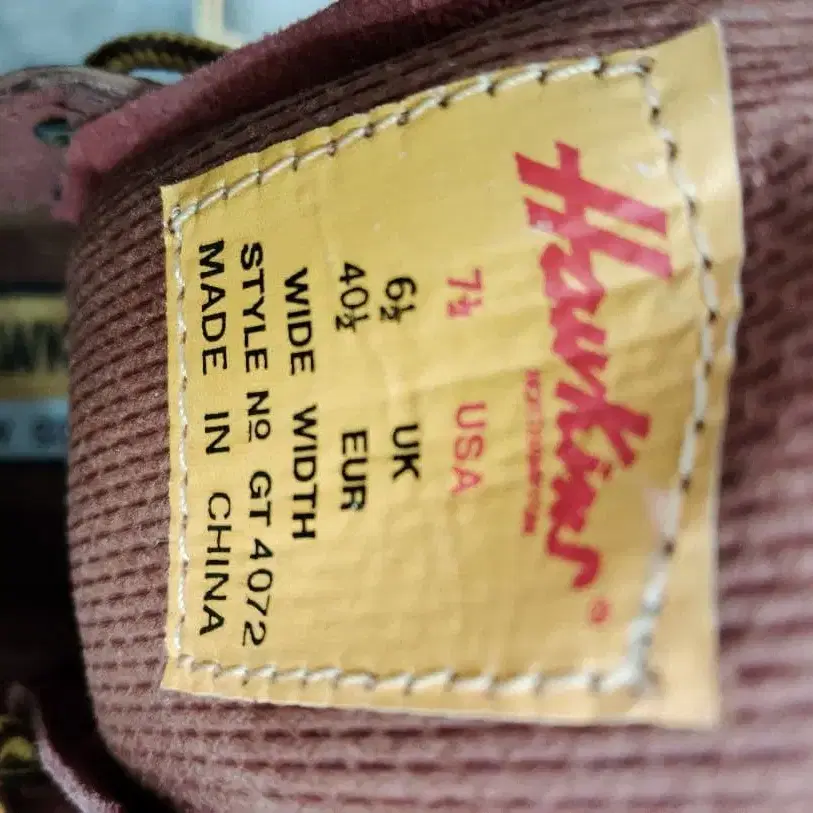 Hawkins
®
7½ USA
6½ UK
40½ EUR
WIDE WIDTH
STYLE Nº GT 4072
MADE IN CHINA